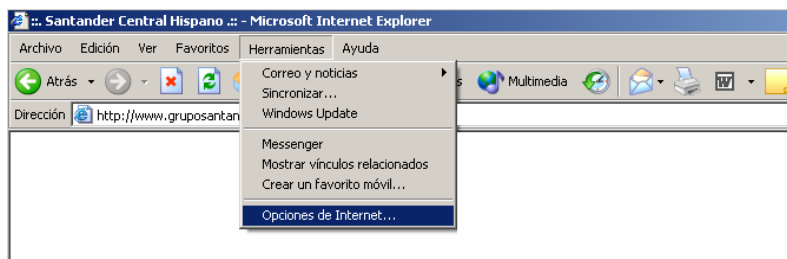 ::. Santander Central Hispano .:: - Microsoft Internet Explorer
Archivo Edición Ver Favoritos Herramientas Ayuda
Atrás Multimedia
Dirección http://www.gruposantan
Correo y noticias
Sincronizar...
Windows Update
Messenger
Mostrar vínculos relacionados
Crear un favorito móvil...
Opciones de Internet...